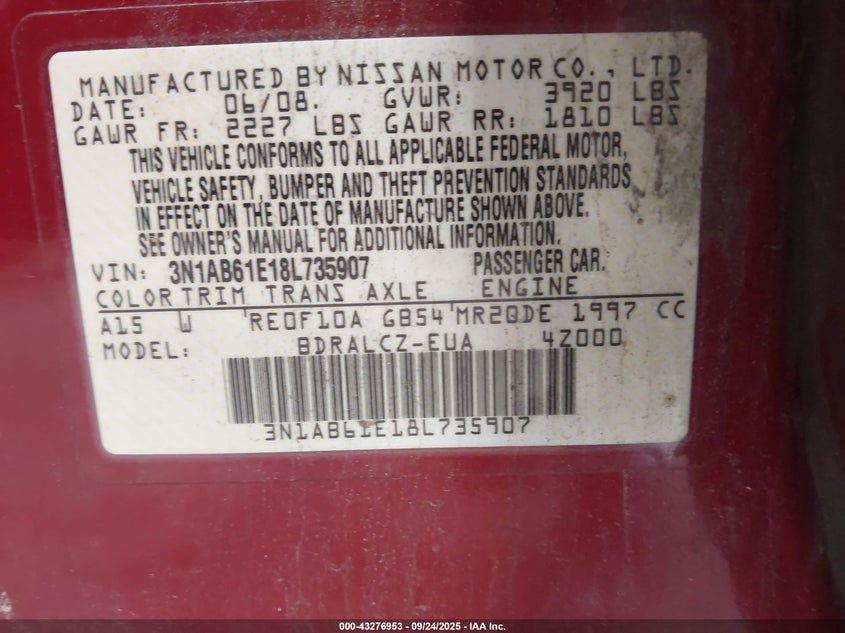 MANUFACTURED BY NISSAN MOTOR CO., LTD.
DATE: 06/08. GVWR: 3920 LBS
GAWR FR: 2227 LBS GAWR RR: 1810 LBS
THIS VEHICLE CONFORMS TO ALL APPLICABLE FEDERAL MOTOR,
VEHICLE SAFETY, BUMPER AND THEFT PREVENTION STANDARDS
IN EFFECT ON THE DATE OF MANUFACTURE SHOWN ABOVE.
SEE OWNER'S MANUAL FOR ADDITIONAL INFORMATION.
VIN: 3N1AB61E18L735907 PASSENGER CAR.
COLOR TRIM TRANS AXLE ENGINE
A15 W RE0F10A GB54 MR20DE 1997 CC
MODEL: BDRALCZ-EUA 4Z000
3N1AB61E18L735907
000-43276953 - 09/24/2025 - IAA Inc.